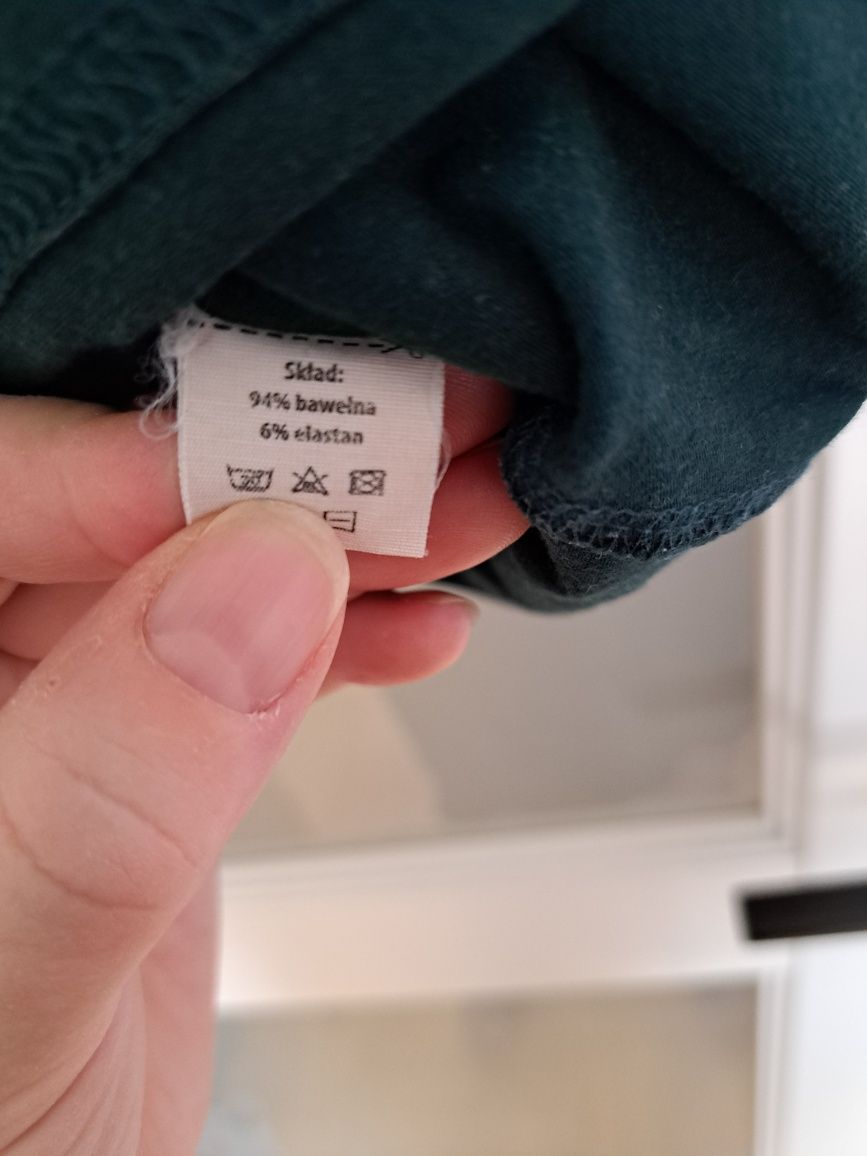 Skład:
94% bawełna
6% elastan